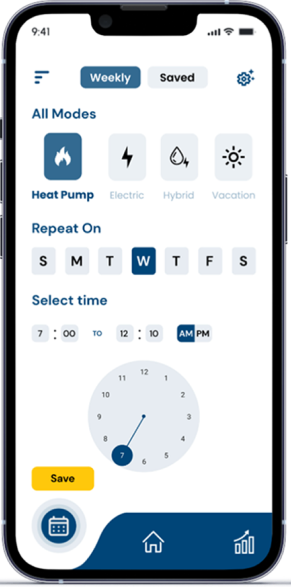 9:41
Weekly Saved
All Modes
Heat Pump Electric Hybrid Vacation
Repeat On
S M T W T F S
Select time
7 : 00 TO 12 : 10 AM PM
12
11 1
10 2
9 3
8 4
7 5
6
Save